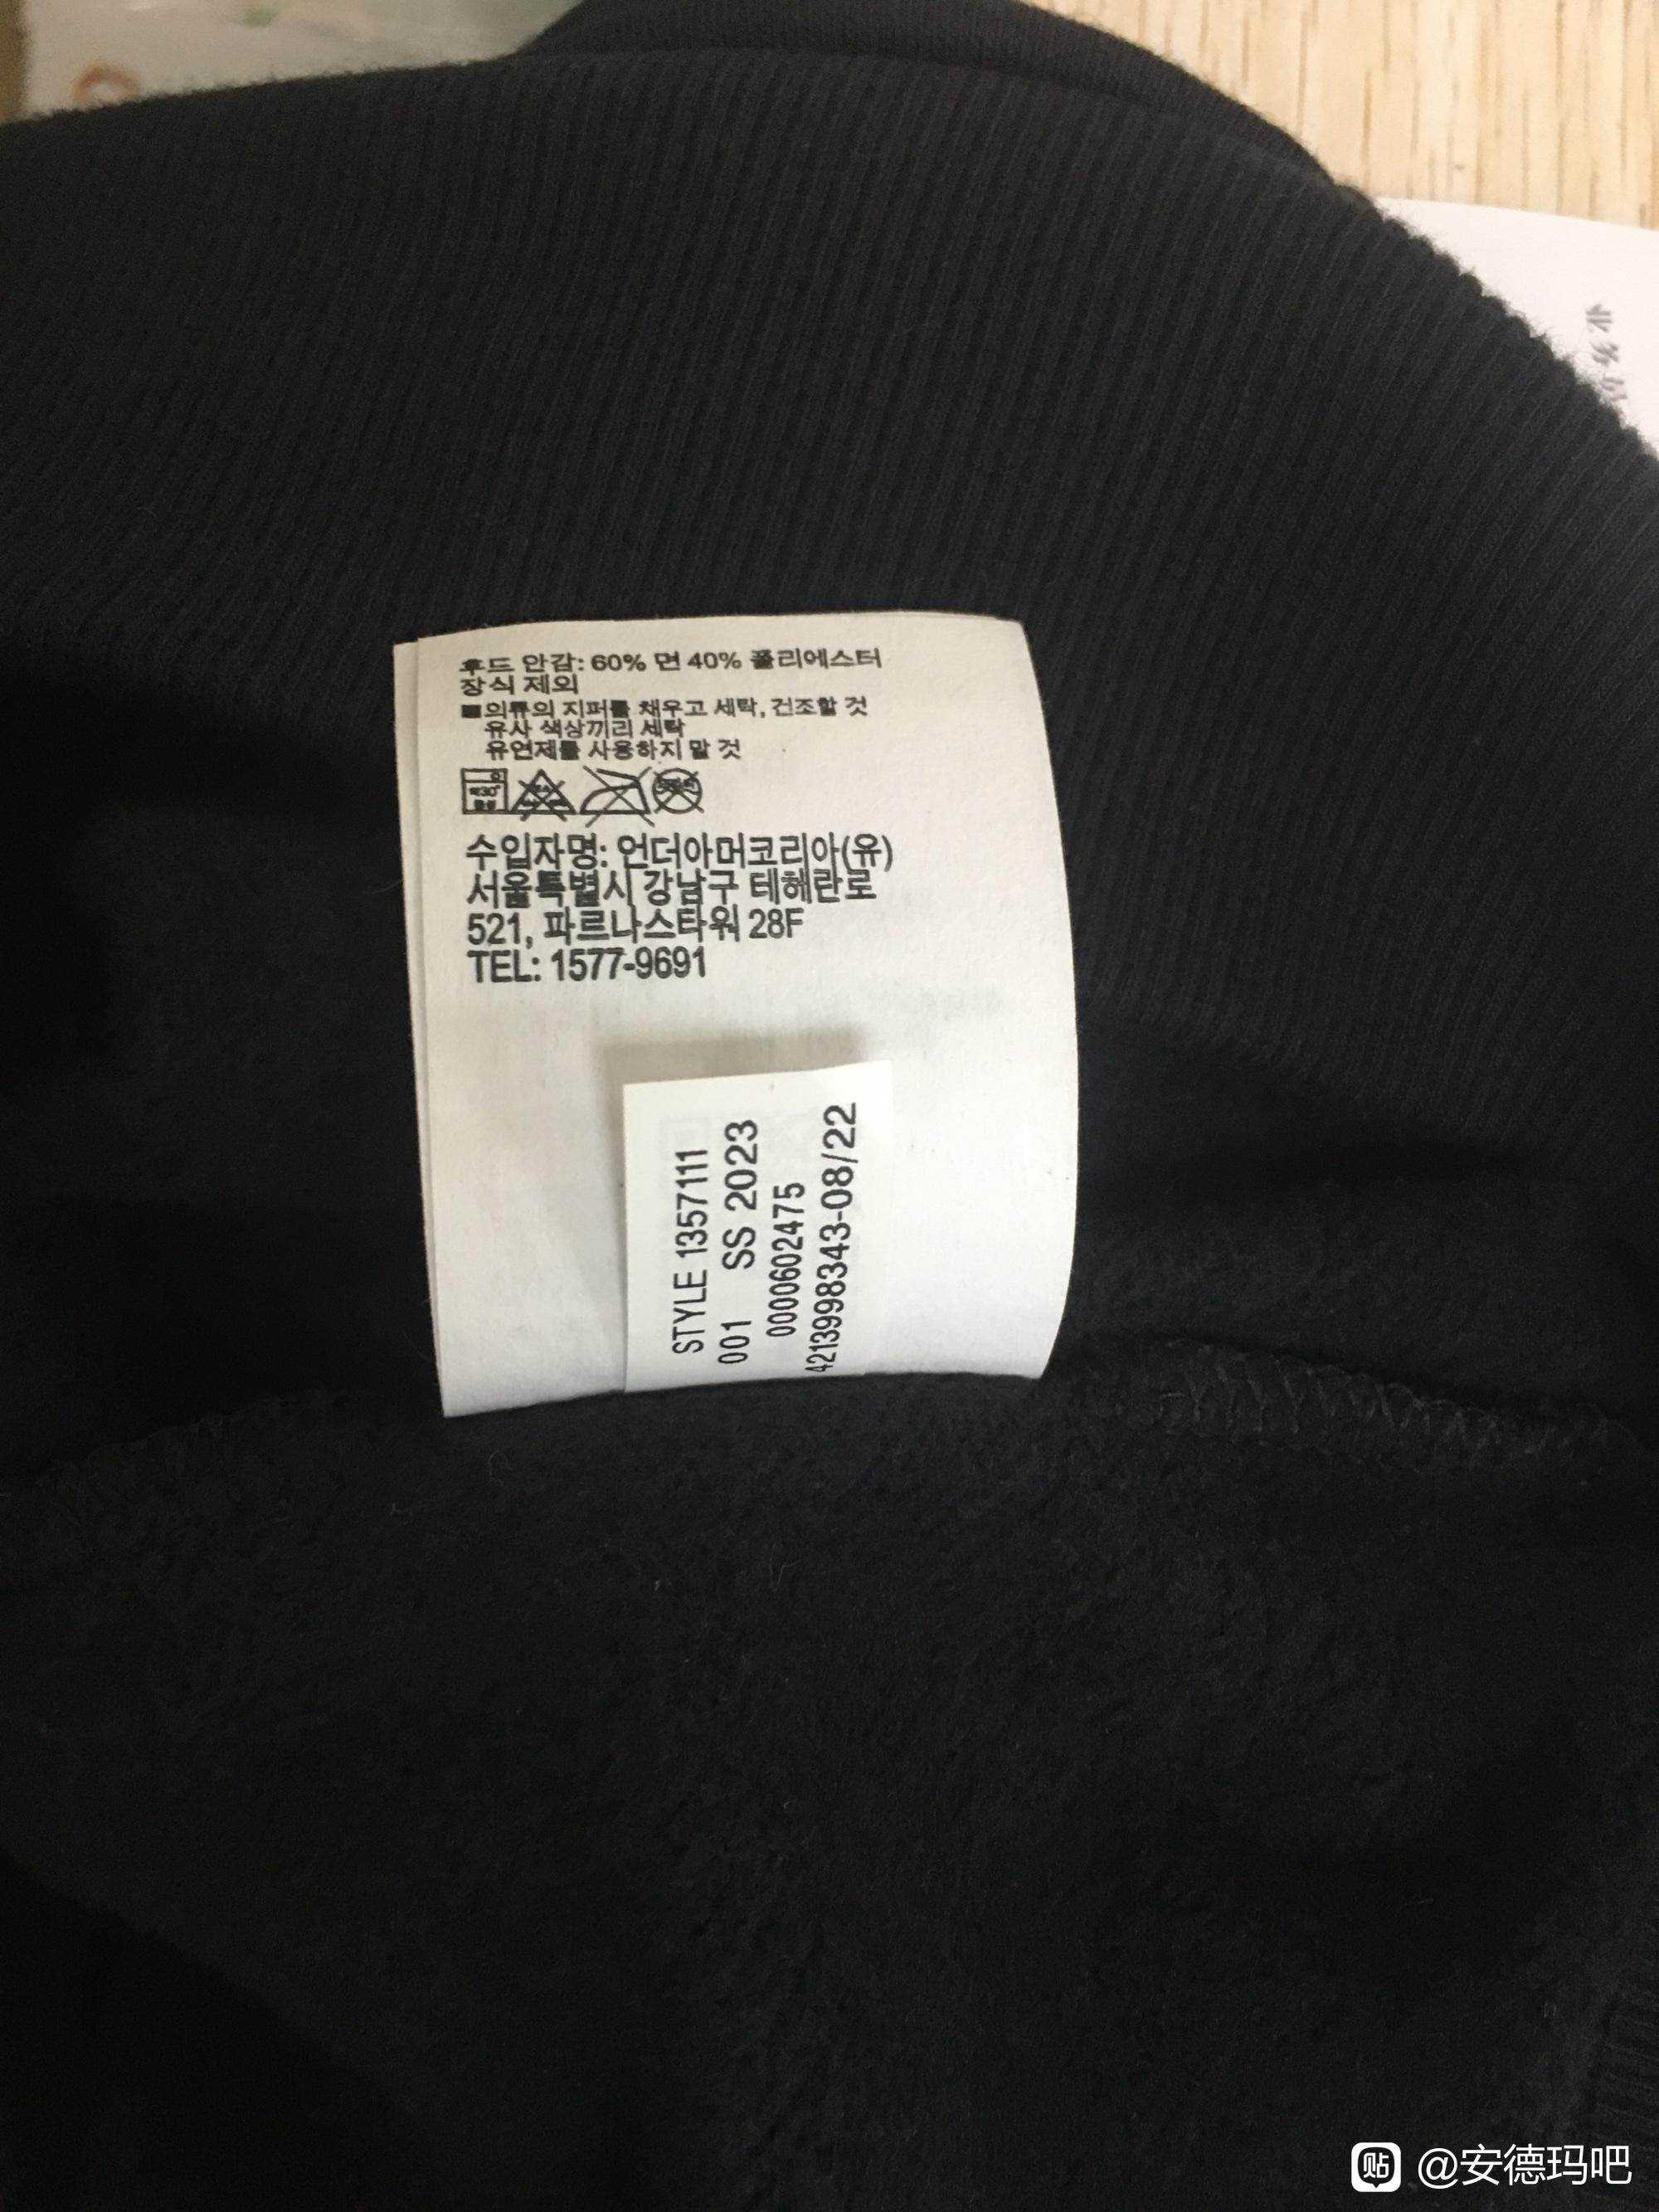 후드 안감: 60% 면 40% 폴리에스터
장식 제외
■의류의 지퍼를 채우고 세탁, 건조할 것
유사 색상끼리 세탁
유연제를 사용하지 말 것
수입자명: 언더아머코리아(유)
서울특별시 강남구 테헤란로
521, 파르나스타워 28F
TEL: 1577-9691
STYLE 1357111
001 SS 2023
0000602475
4213998343-08/22
业务
贴 @安德玛吧